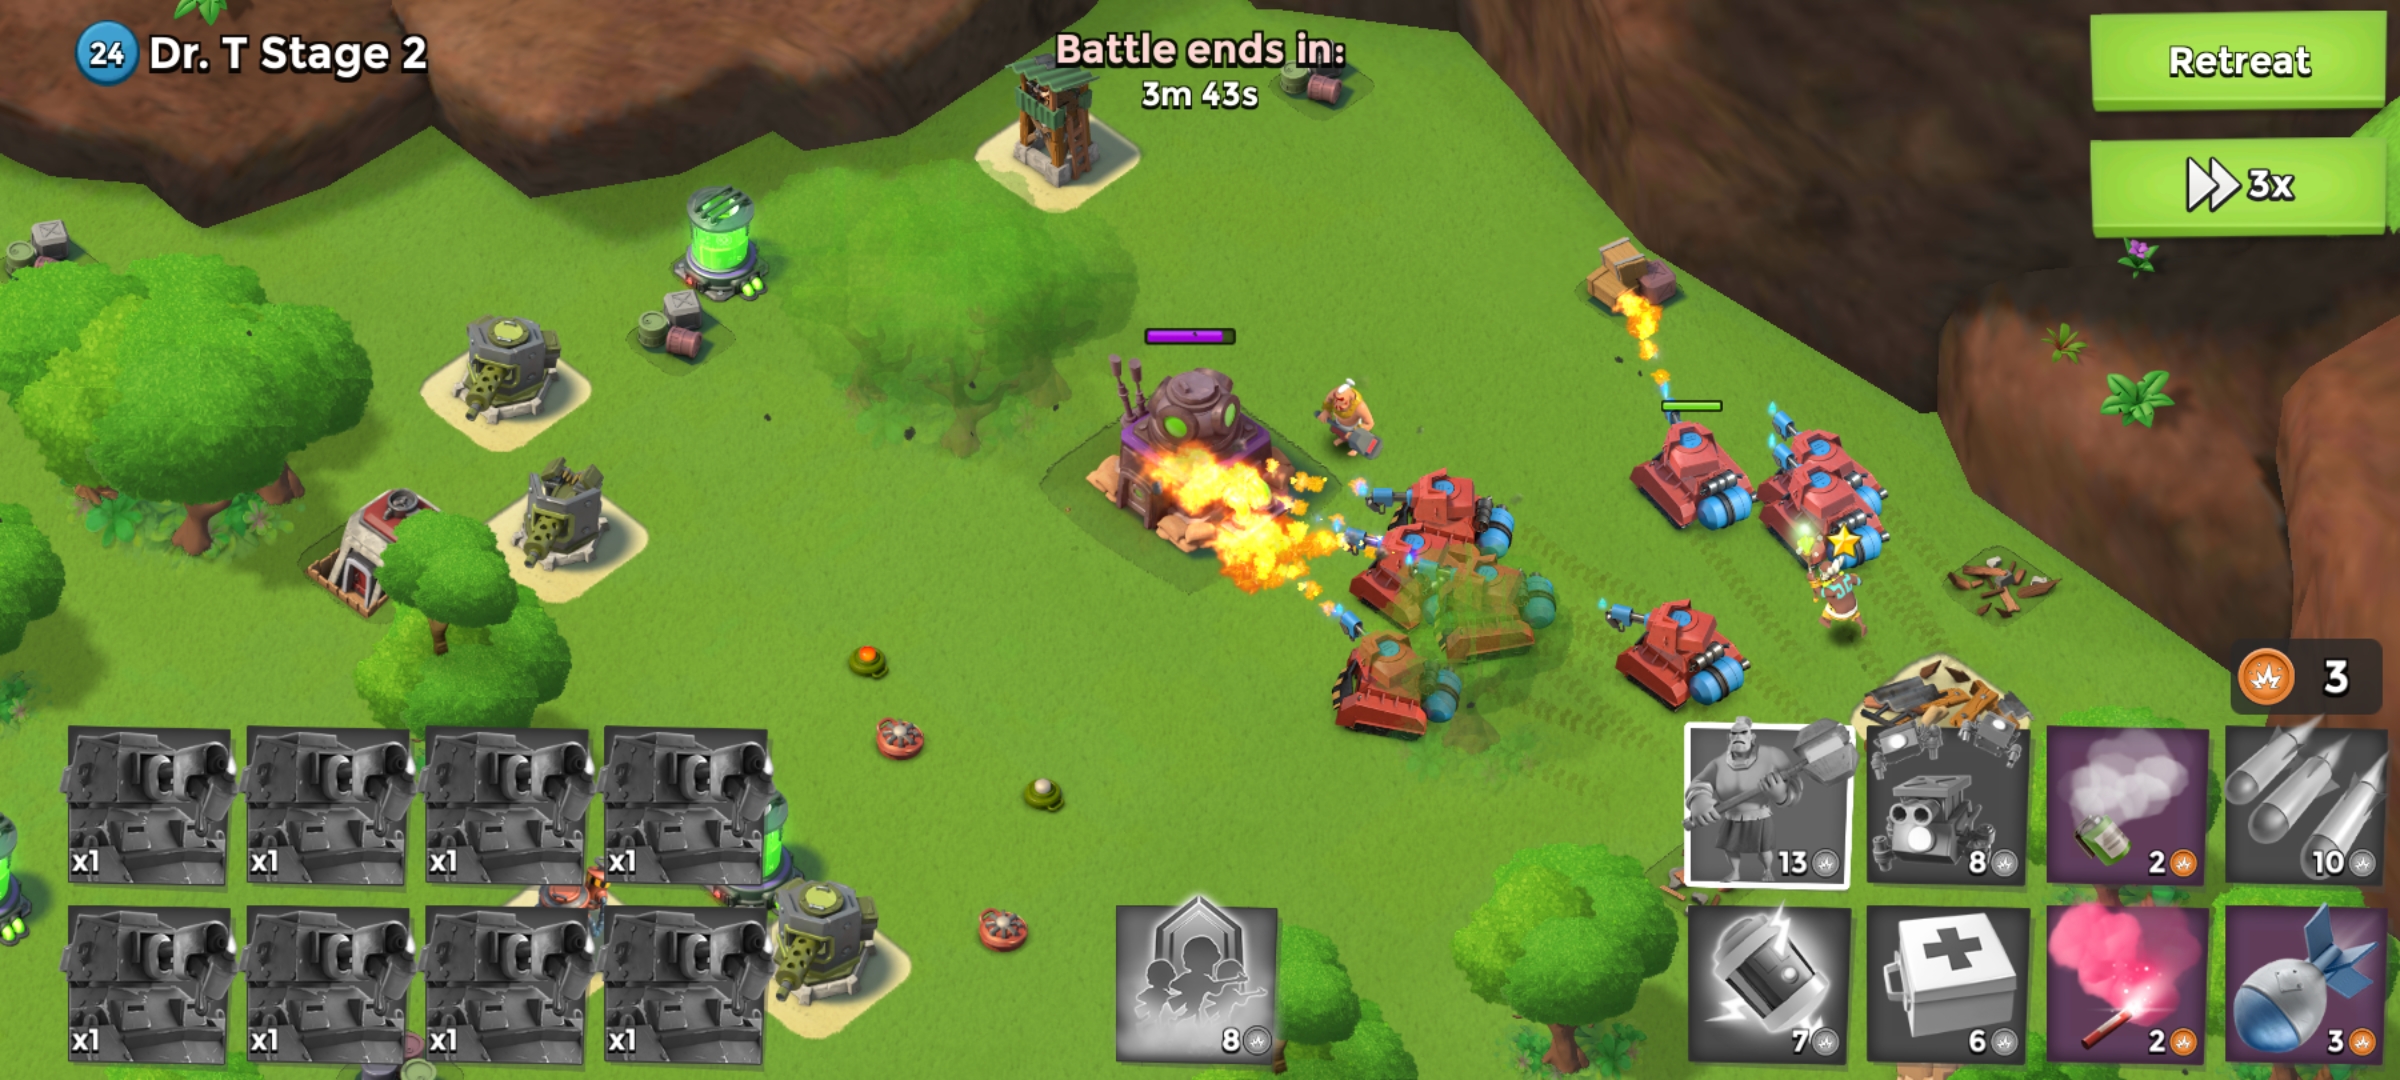 24 Dr. T Stage 2
Battle ends in:
3m 43s
Retreat
3x
3
x1 x1 x1 x1
13 8 2 10
x1 x1 x1 x1
8
7 6 2 3